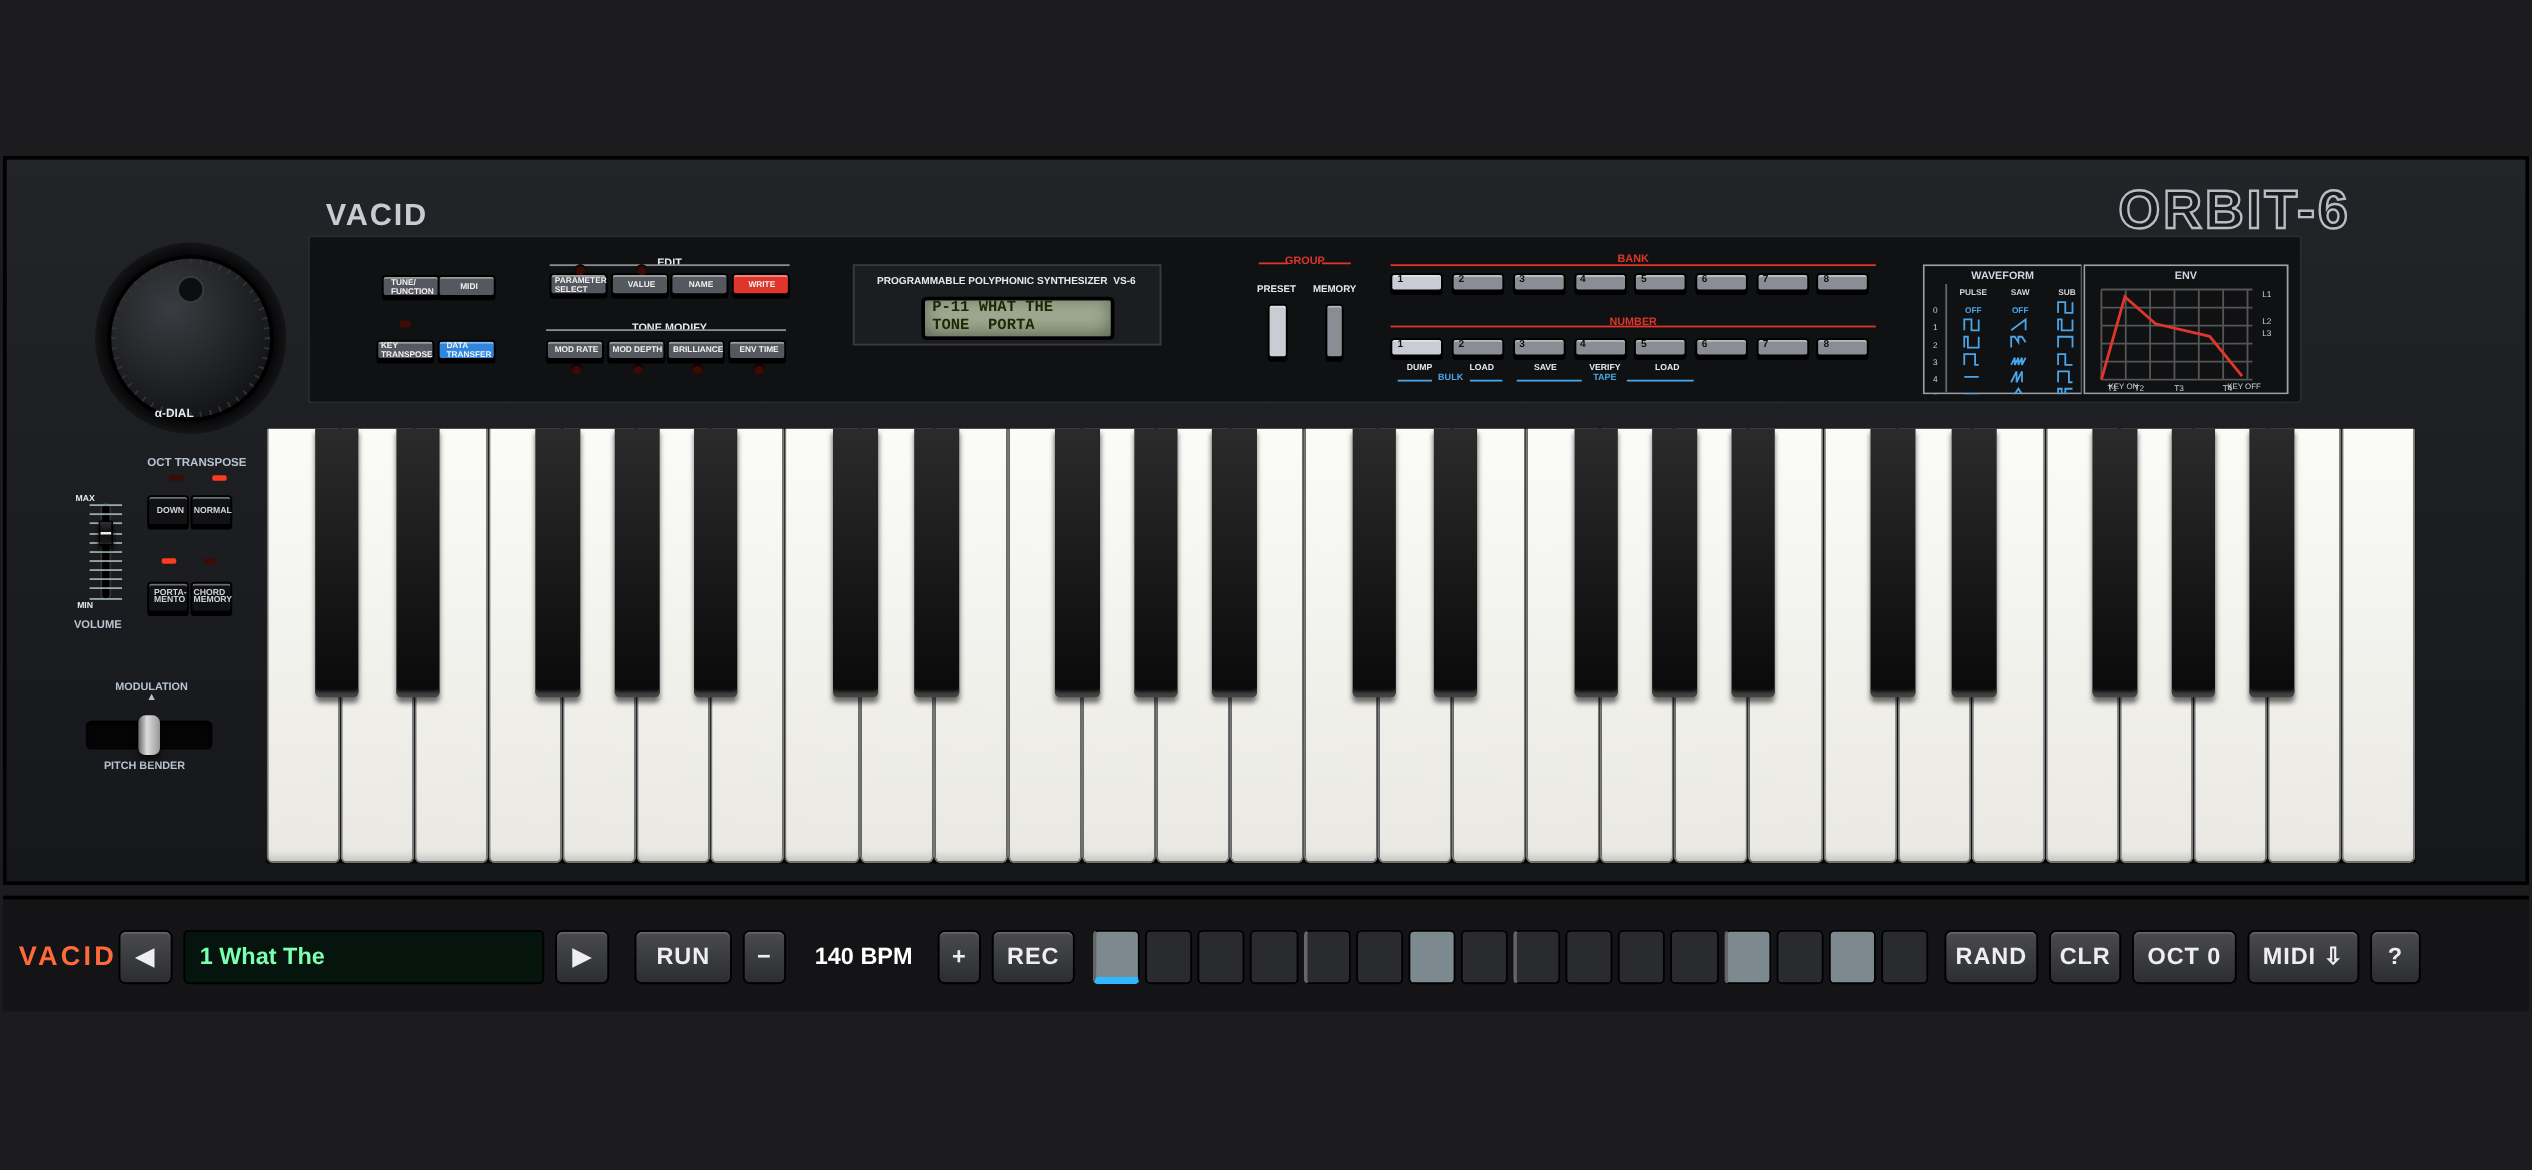 VACID
ORBIT-6
α-DIAL
TUNE/
FUNCTION
MIDI
KEY
TRANSPOSE
DATA
TRANSFER
EDIT
PARAMETER
SELECT
VALUE
NAME
WRITE
TONE MODIFY
MOD RATE
MOD DEPTH
BRILLIANCE
ENV TIME
PROGRAMMABLE POLYPHONIC SYNTHESIZER VS-6
P-11 WHAT THE
TONE PORTA
GROUP
PRESET
MEMORY
BANK
1 2 3 4 5 6 7 8
NUMBER
1 2 3 4 5 6 7 8
DUMP
LOAD
SAVE
VERIFY
LOAD
BULK
TAPE
WAVEFORM
PULSE SAW SUB
0 OFF OFF
1
2
3
4
ENV
L1
L2
L3
T1 KEY ON T2 T3 T4 KEY OFF
OCT TRANSPOSE
DOWN
NORMAL
PORTA-
MENTO
CHORD
MEMORY
MAX
MIN
VOLUME
MODULATION
▲
PITCH BENDER
VACID ◀ 1 What The ▶ RUN − 140 BPM + REC RAND CLR OCT 0 MIDI ⇩ ?